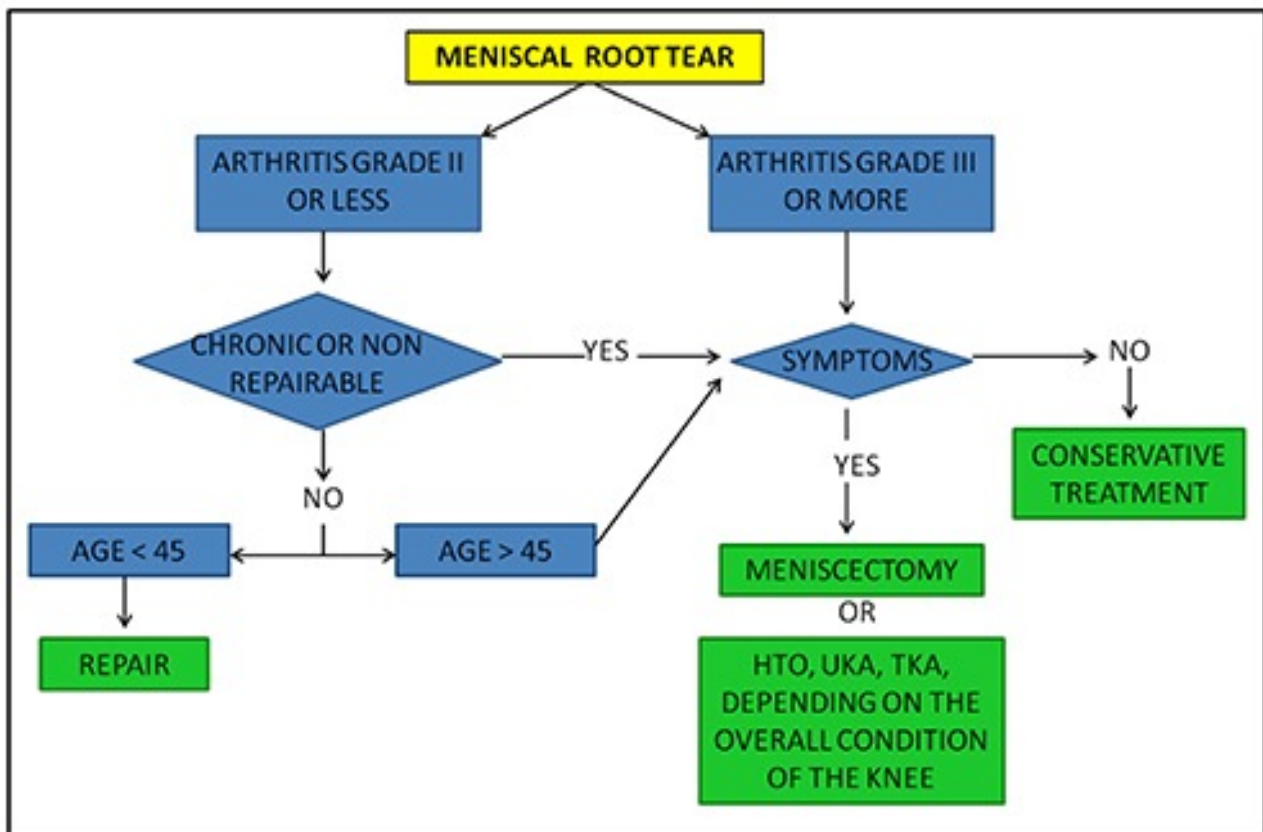 MENISCAL ROOT TEAR
ARTHRITIS GRADE II
OR LESS
ARTHRITIS GRADE III
OR MORE
CHRONIC OR NON
REPAIRABLE
YES
SYMPTOMS
NO
NO
YES
CONSERVATIVE
TREATMENT
AGE < 45
AGE > 45
REPAIR
MENISCECTOMY
OR
HTO, UKA, TKA,
DEPENDING ON THE
OVERALL CONDITION
OF THE KNEE